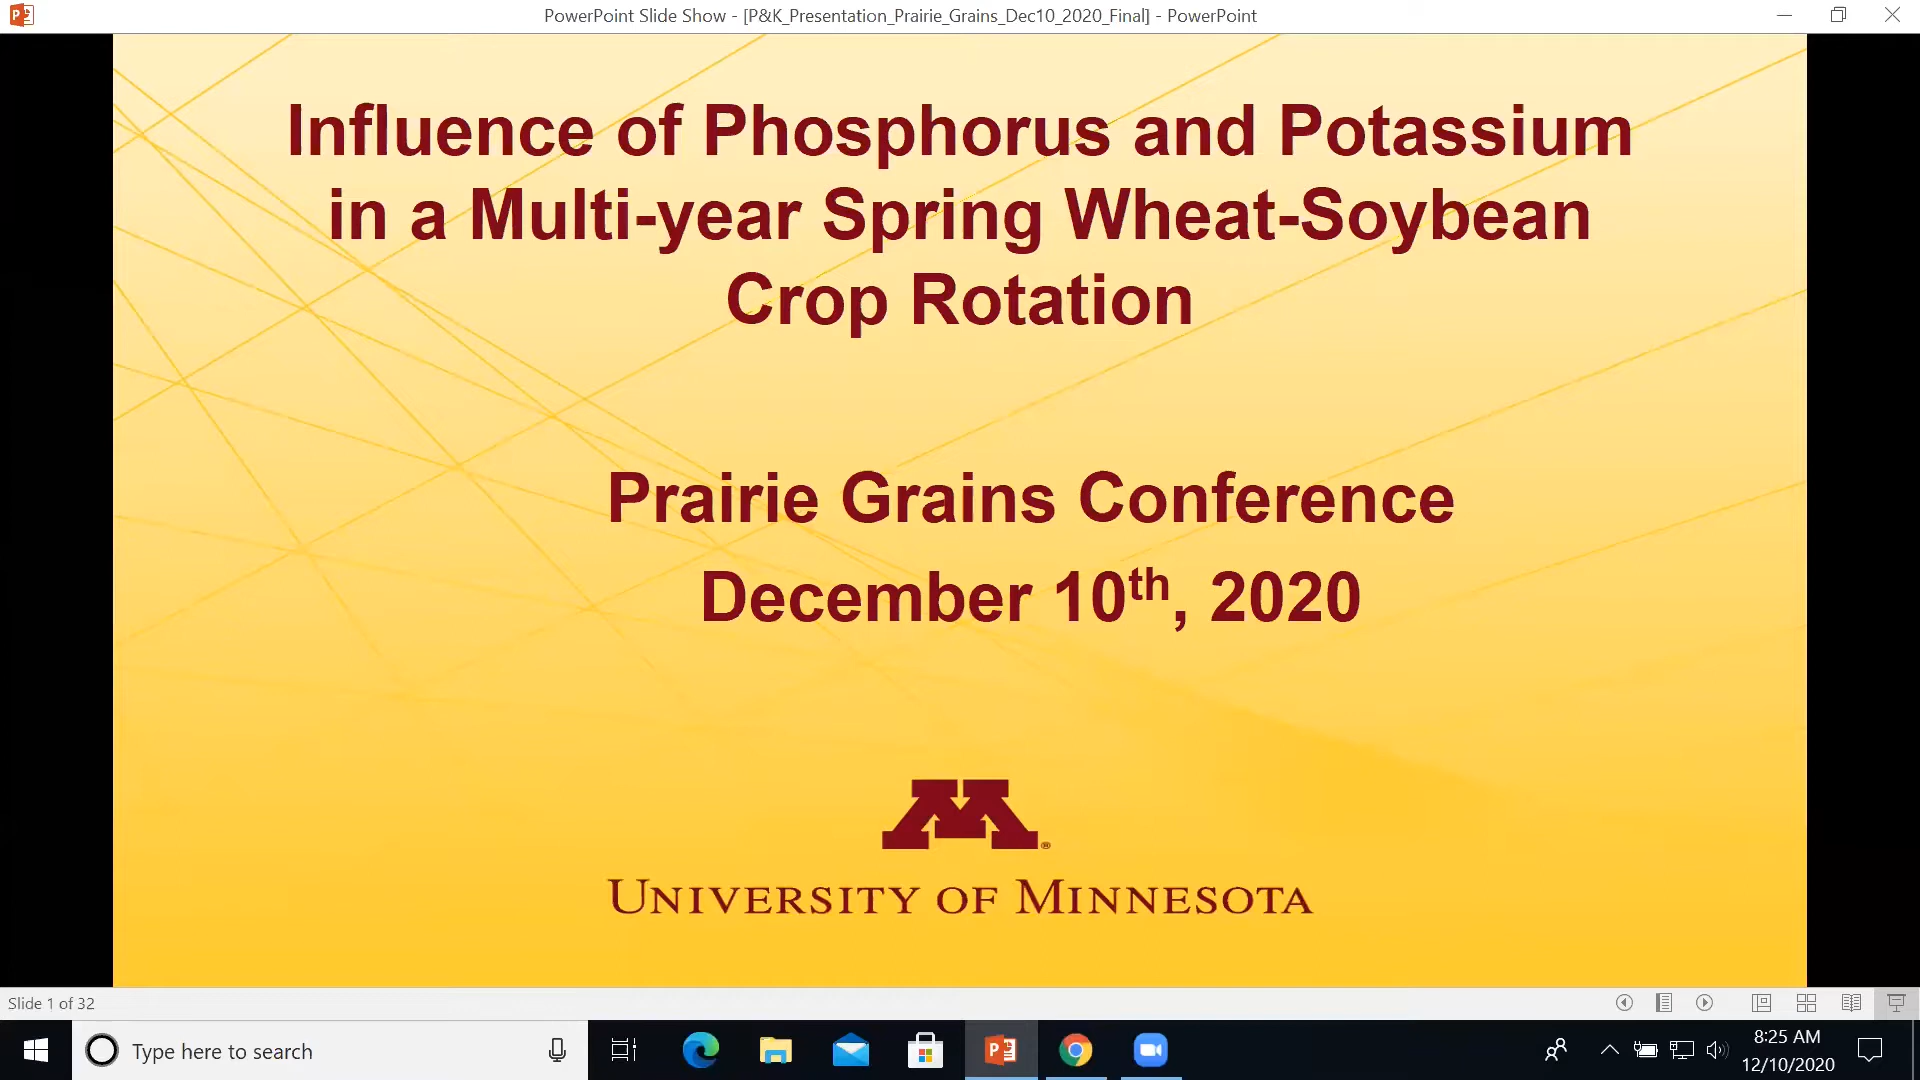 PowerPoint Slide Show - [P&K_Presentation_Prairie_Grains_Dec10_2020_Final] - PowerPoint
Influence of Phosphorus and Potassium
in a Multi-year Spring Wheat-Soybean
Crop Rotation
Prairie Grains Conference
December 10th, 2020
M®
UNIVERSITY OF MINNESOTA
Slide 1 of 32
Type here to search
8:25 AM
12/10/2020